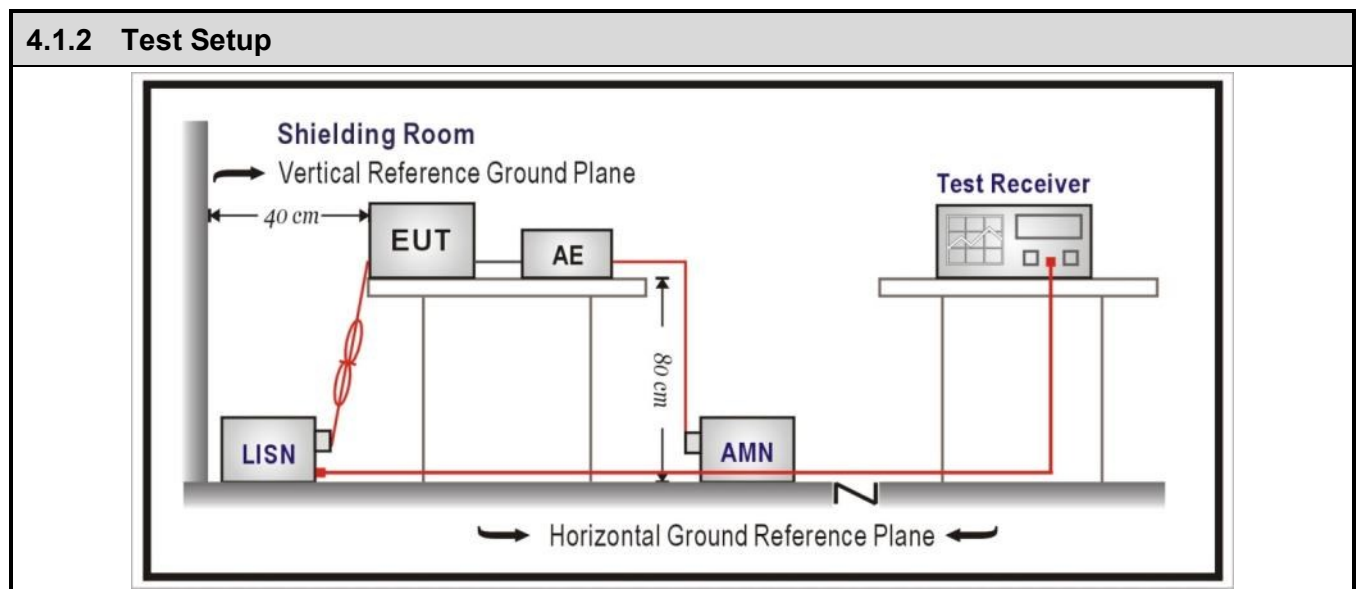 4.1.2 Test Setup
Shielding Room
Vertical Reference Ground Plane
Test Receiver
40 cm
EUT
AE
80 cm
LISN
AMN
Horizontal Ground Reference Plane